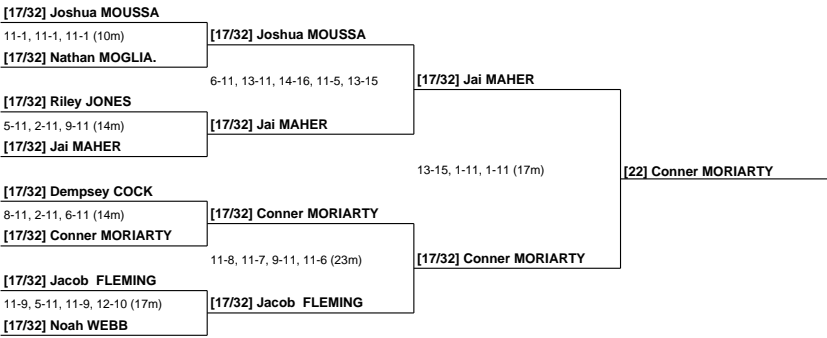 [17/32] Joshua MOUSSA
11-1, 11-1, 11-1 (10m)
[17/32] Joshua MOUSSA
[17/32] Nathan MOGLIA.
6-11, 13-11, 14-16, 11-5, 13-15
[17/32] Jai MAHER
[17/32] Riley JONES
5-11, 2-11, 9-11 (14m)
[17/32] Jai MAHER
[17/32] Jai MAHER
13-15, 1-11, 1-11 (17m)
[22] Conner MORIARTY
[17/32] Dempsey COCK
8-11, 2-11, 6-11 (14m)
[17/32] Conner MORIARTY
[17/32] Conner MORIARTY
11-8, 11-7, 9-11, 11-6 (23m)
[17/32] Conner MORIARTY
[17/32] Jacob  FLEMING
11-9, 5-11, 11-9, 12-10 (17m)
[17/32] Jacob  FLEMING
[17/32] Noah WEBB